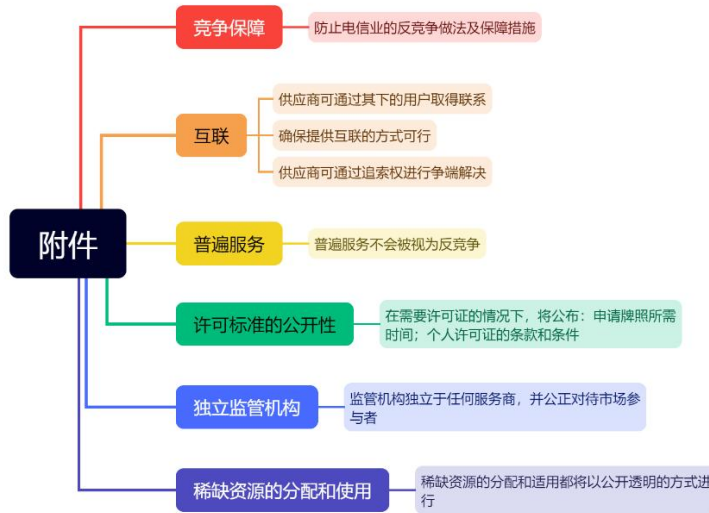 附件
竞争保障
防止电信业的反竞争做法及保障措施
互联
供应商可通过其下的用户取得联系
确保提供互联的方式可行
供应商可通过追索权进行争端解决
普遍服务
普遍服务不会被视为反竞争
许可标准的公开性
在需要许可证的情况下，将公布：申请牌照所需
时间；个人许可证的条款和条件
独立监管机构
监管机构独立于任何服务商，并公正对待市场参
与者
稀缺资源的分配和使用
稀缺资源的分配和适用都将以公开透明的方式进
行